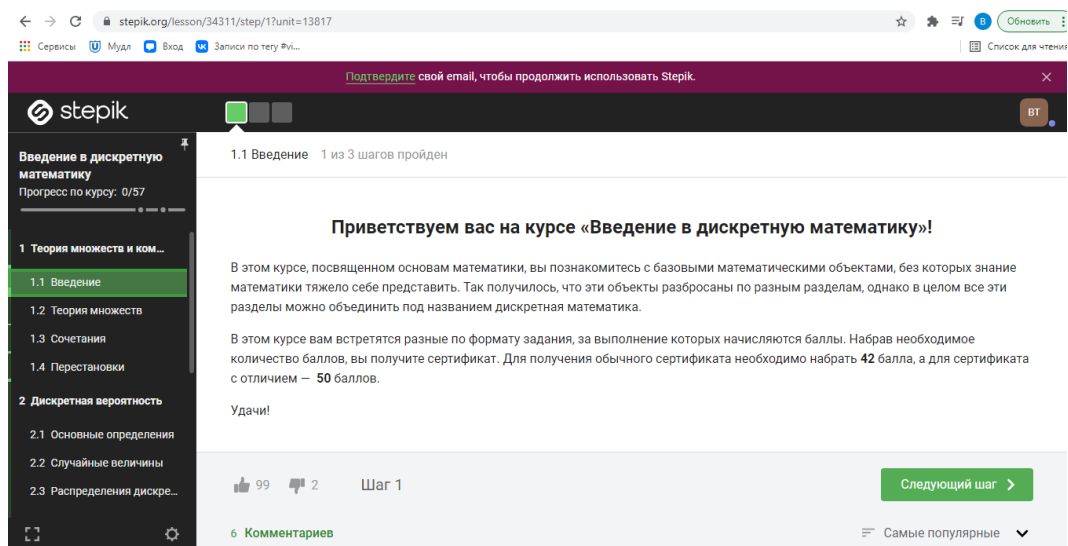 stepik.org/lesson/34311/step/1?unit=13817
В
Обновить
Сервисы
Мудл
Вход
Записи по тегу #vi...
Список для чтения
Подтвердите свой email, чтобы продолжить использовать Stepik.
stepik
ВТ
Введение в дискретную
математику
Прогресс по курсу: 0/57
1 Теория множеств и ком...
1.1 Введение
1.2 Теория множеств
1.3 Сочетания
1.4 Перестановки
2 Дискретная вероятность
2.1 Основные определения
2.2 Случайные величины
2.3 Распределения дискре...
1.1 Введение 1 из 3 шагов пройден
Приветствуем вас на курсе «Введение в дискретную математику»!
В этом курсе, посвященном основам математики, вы познакомитесь с базовыми математическими объектами, без которых знание
математики тяжело себе представить. Так получилось, что эти объекты разбросаны по разным разделам, однако в целом все эти
разделы можно объединить под названием дискретная математика.
В этом курсе вам встретятся разные по формату задания, за выполнение которых начисляются баллы. Набрав необходимое
количество баллов, вы получите сертификат. Для получения обычного сертификата необходимо набрать 42 балла, а для сертификата
с отличием — 50 баллов.
Удачи!
99 2 Шаг 1
Следующий шаг
6 Комментариев
Самые популярные